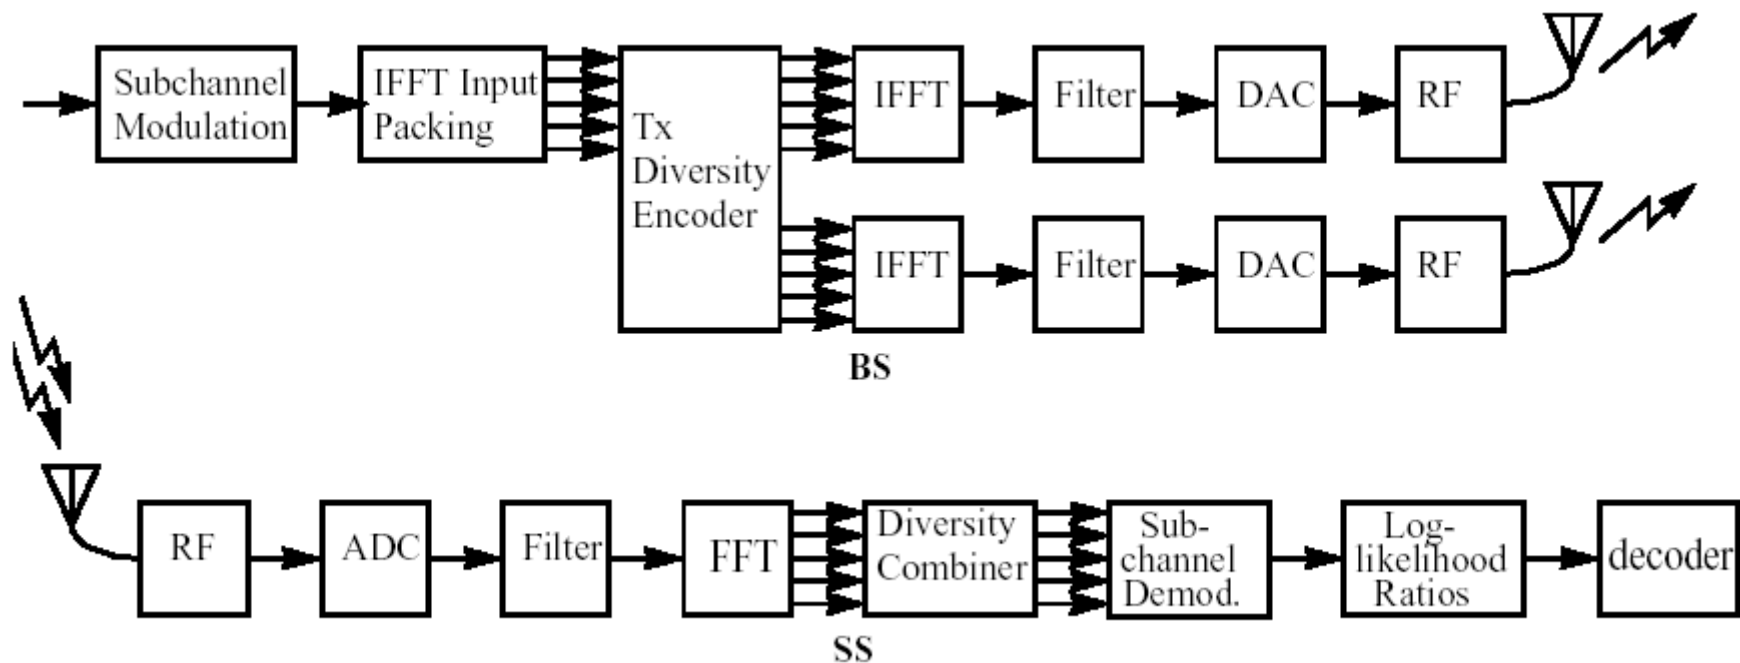 Subchannel
Modulation
IFFT Input
Packing
Tx
Diversity
Encoder
IFFT
Filter
DAC
RF
IFFT
Filter
DAC
RF
BS
RF
ADC
Filter
FFT
Diversity
Combiner
Sub-
channel
Demod.
Log-
likelihood
Ratios
decoder
SS